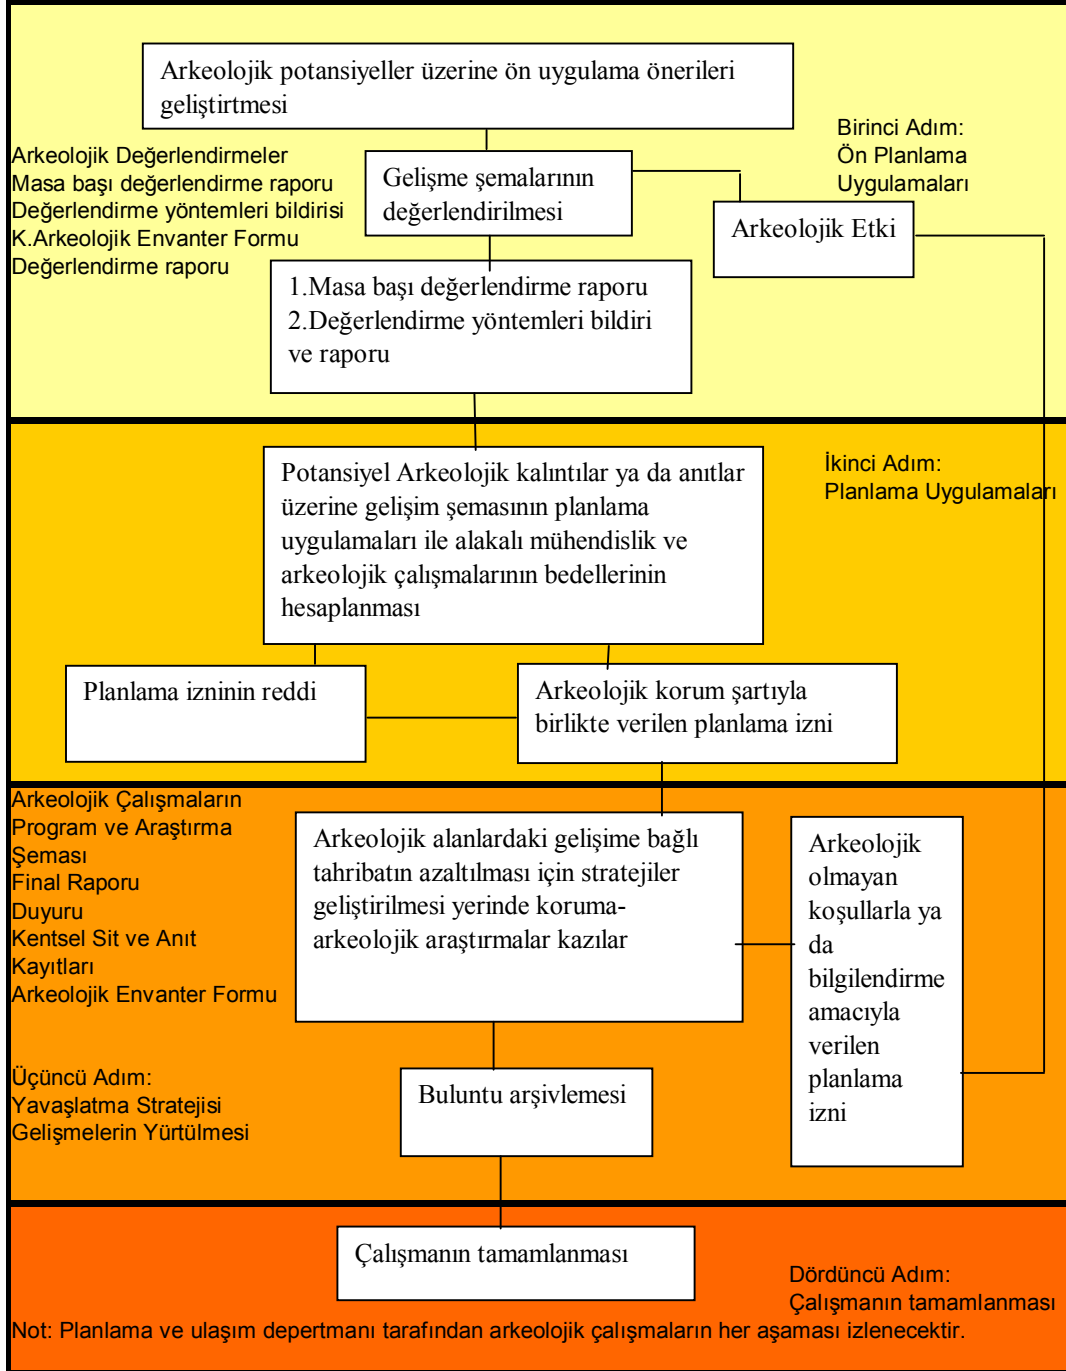 Arkeolojik potansiyeller üzerine ön uygulama önerileri
geliştirtmesi
Birinci Adım:
Ön Planlama
Uygulamaları
Arkeolojik Değerlendirmeler
Masa başı değerlendirme raporu
Değerlendirme yöntemleri bildirisi
K.Arkeolojik Envanter Formu
Değerlendirme raporu
Gelişme şemalarının
değerlendirilmesi
Arkeolojik Etki
1.Masa başı değerlendirme raporu
2.Değerlendirme yöntemleri bildiri
ve raporu
İkinci Adım:
Planlama Uygulamaları
Potansiyel Arkeolojik kalıntılar ya da anıtlar
üzerine gelişim şemasının planlama
uygulamaları ile alakalı mühendislik ve
arkeolojik çalışmalarının bedellerinin
hesaplanması
Planlama izninin reddi
Arkeolojik korum şartıyla
birlikte verilen planlama izni
Arkeolojik Çalışmaların
Program ve Araştırma
Şeması
Final Raporu
Duyuru
Kentsel Sit ve Anıt
Kayıtları
Arkeolojik Envanter Formu
Arkeolojik alanlardaki gelişime bağlı
tahribatın azaltılması için stratejiler
geliştirilmesi yerinde koruma-
arkeolojik araştırmalar kazılar
Arkeolojik
olmayan
koşullarla ya
da
bilgilendirme
amacıyla
verilen
planlama
izni
Üçüncü Adım:
Yavaşlatma Stratejisi
Gelişmelerin Yürtülmesi
Buluntu arşivlemesi
Çalışmanın tamamlanması
Dördüncü Adım:
Çalışmanın tamamlanması
Not: Planlama ve ulaşım depertmanı tarafından arkeolojik çalışmaların her aşaması izlenecektir.